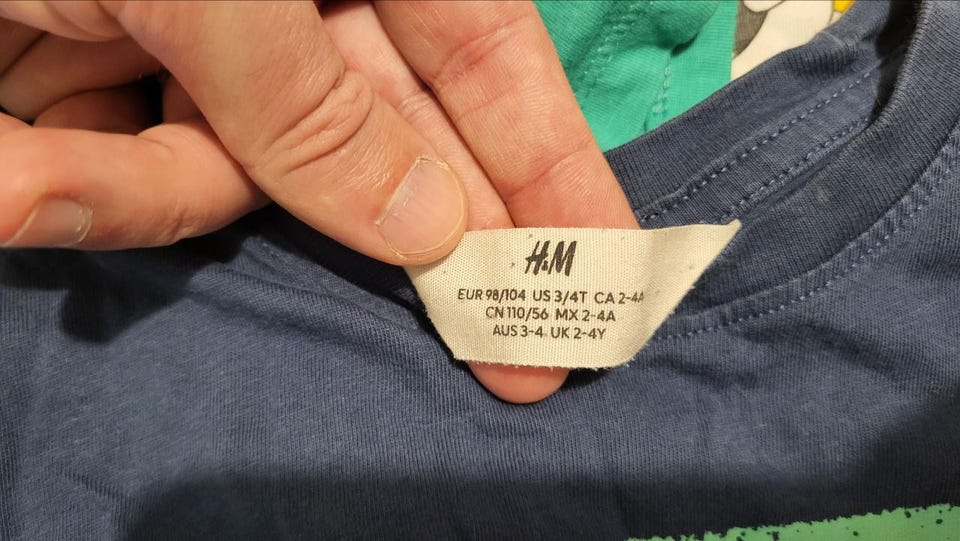 H&M
EUR 98/104 US 3/4T CA 2-4A
CN 110/56 MX 2-4A
AUS 3-4 UK 2-4Y